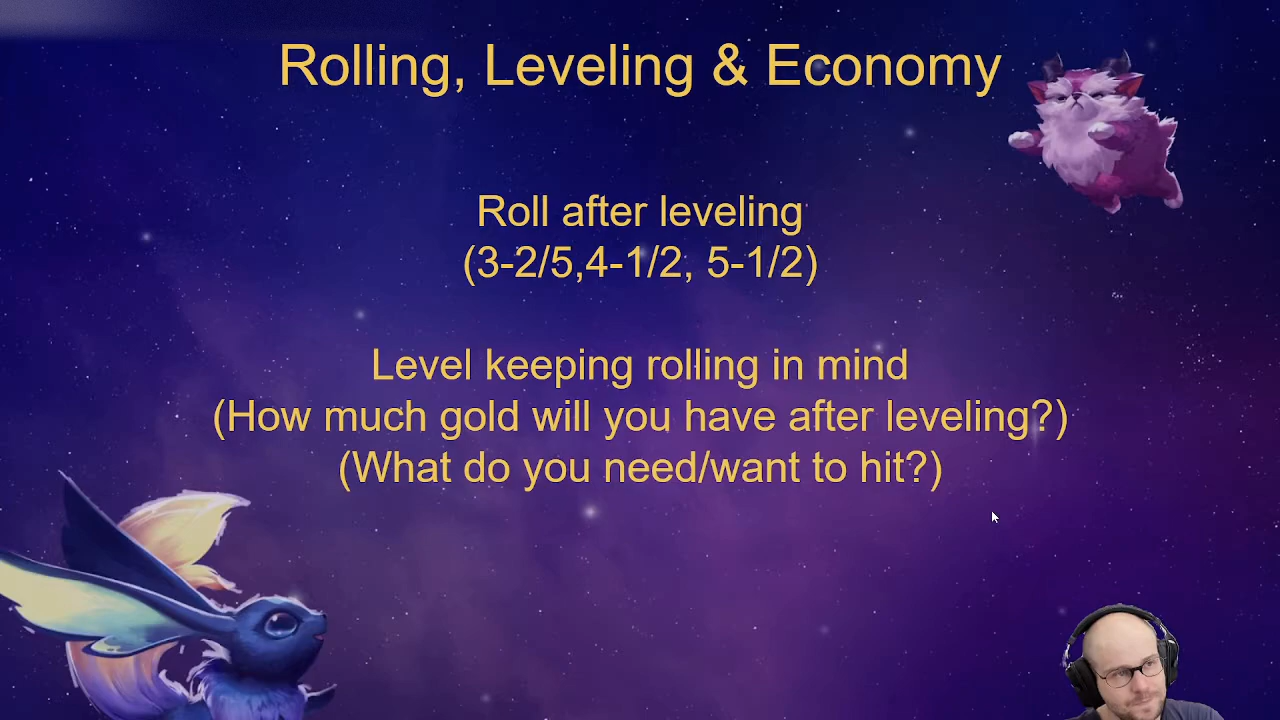 Rolling, Leveling & Economy
Roll after leveling
(3-2/5,4-1/2, 5-1/2)
Level keeping rolling in mind
(How much gold will you have after leveling?)
(What do you need/want to hit?)